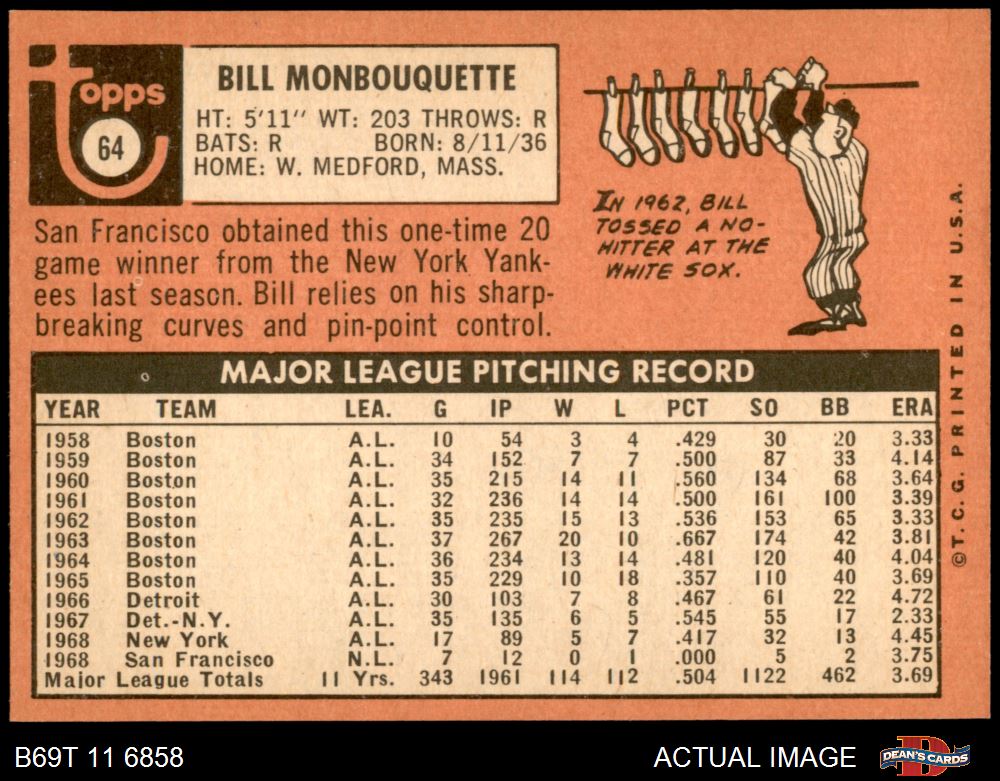 Topps
64
BILL MONBOUQUETTE
HT: 5'11" WT: 203 THROWS: R
BATS: R BORN: 8/11/36
HOME: W. MEDFORD, MASS.
San Francisco obtained this one-time 20
game winner from the New York Yank-
ees last season. Bill relies on his sharp-
breaking curves and pin-point control.
IN 1962, BILL
TOSSED A NO-
HITTER AT THE
WHITE SOX.
MAJOR LEAGUE PITCHING RECORD
YEAR TEAM LEA. G IP W L PCT SO BB ERA
1958 Boston A.L. 10 54 3 4 .429 30 20 3.33
1959 Boston A.L. 34 152 7 7 .500 87 33 4.14
1960 Boston A.L. 35 215 14 11 .560 134 68 3.64
1961 Boston A.L. 32 236 14 14 .500 161 100 3.39
1962 Boston A.L. 35 235 15 13 .536 153 65 3.33
1963 Boston A.L. 37 267 20 10 .667 174 42 3.81
1964 Boston A.L. 36 234 13 14 .481 120 40 4.04
1965 Boston A.L. 35 229 10 18 .357 110 40 3.69
1966 Detroit A.L. 30 103 7 8 .467 61 22 4.72
1967 Det.-N.Y. A.L. 35 135 6 5 .545 55 17 2.33
1968 New York A.L. 17 89 5 7 .417 32 13 4.45
1968 San Francisco N.L. 7 12 0 1 .000 5 2 3.75
Major League Totals 11 Yrs. 343 1961 114 112 .504 1122 462 3.69
©T.C.G. PRINTED IN U.S.A.
B69T 11 6858
ACTUAL IMAGE
DEAN'S CARDS